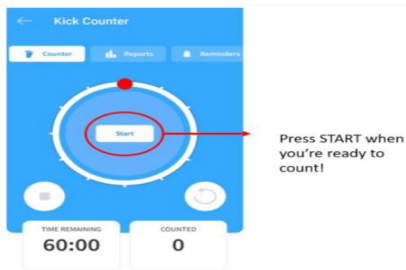 Kick Counter
Counter Reports Reminders
Start
Press START when
you're ready to
count!
TIME REMAINING COUNTED
60:00 0